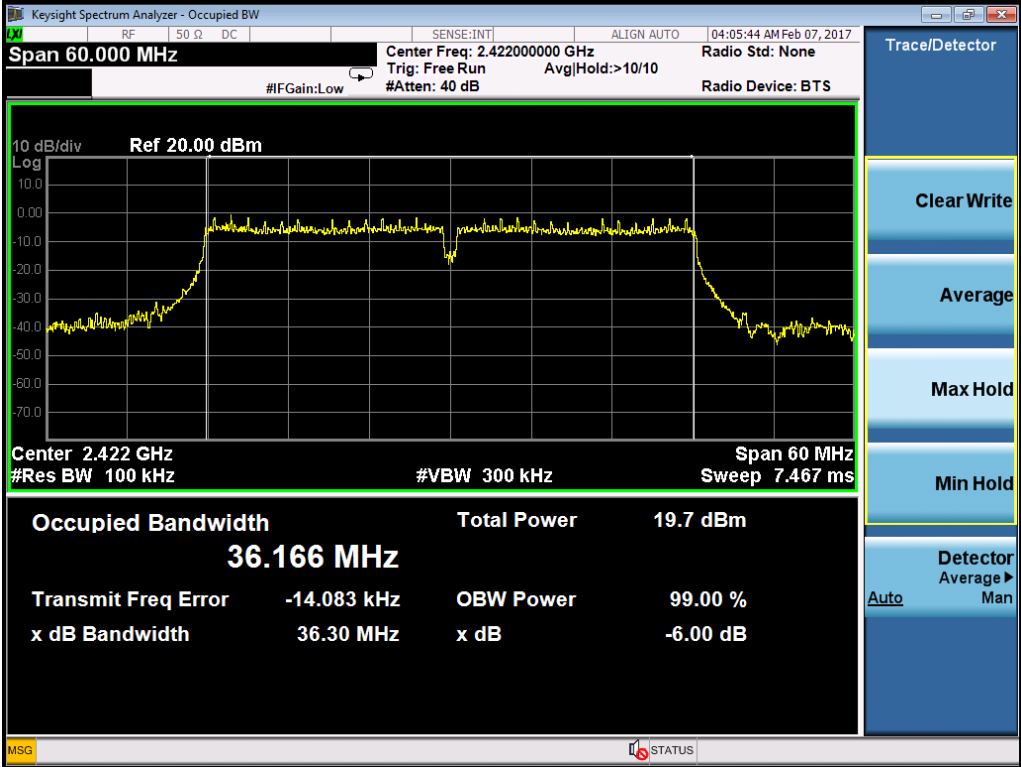 Keysight Spectrum Analyzer - Occupied BW
LXI RF 50 Ω DC SENSE:INT ALIGN AUTO 04:05:44 AM Feb 07, 2017
Span 60.000 MHz
Center Freq: 2.422000000 GHz Radio Std: None
Trig: Free Run Avg|Hold:>10/10
#IFGain:Low #Atten: 40 dB Radio Device: BTS
Trace/Detector
10 dB/div Ref 20.00 dBm
Log
10.0
0.00
-10.0
-20.0
-30.0
-40.0
-50.0
-60.0
-70.0
Center 2.422 GHz Span 60 MHz
#Res BW 100 kHz #VBW 300 kHz Sweep 7.467 ms
Occupied Bandwidth Total Power 19.7 dBm
36.166 MHz
Transmit Freq Error -14.083 kHz OBW Power 99.00 %
x dB Bandwidth 36.30 MHz x dB -6.00 dB
Clear Write
Average
Max Hold
Min Hold
Detector
Average
Auto Man
MSG STATUS